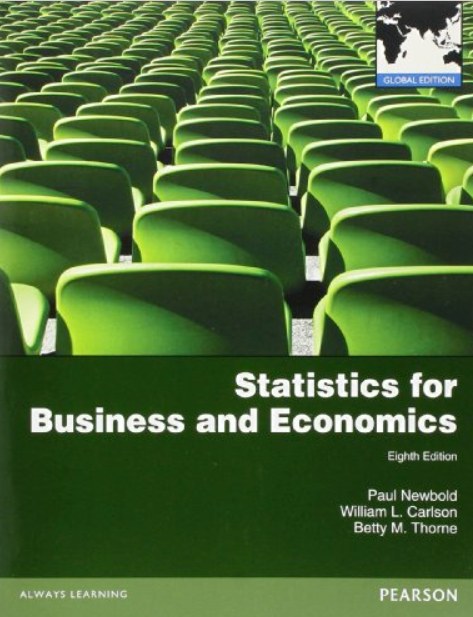 GLOBAL EDITION
Statistics for
Business and Economics
Eighth Edition
Paul Newbold
William L. Carlson
Betty M. Thorne
ALWAYS LEARNING
PEARSON